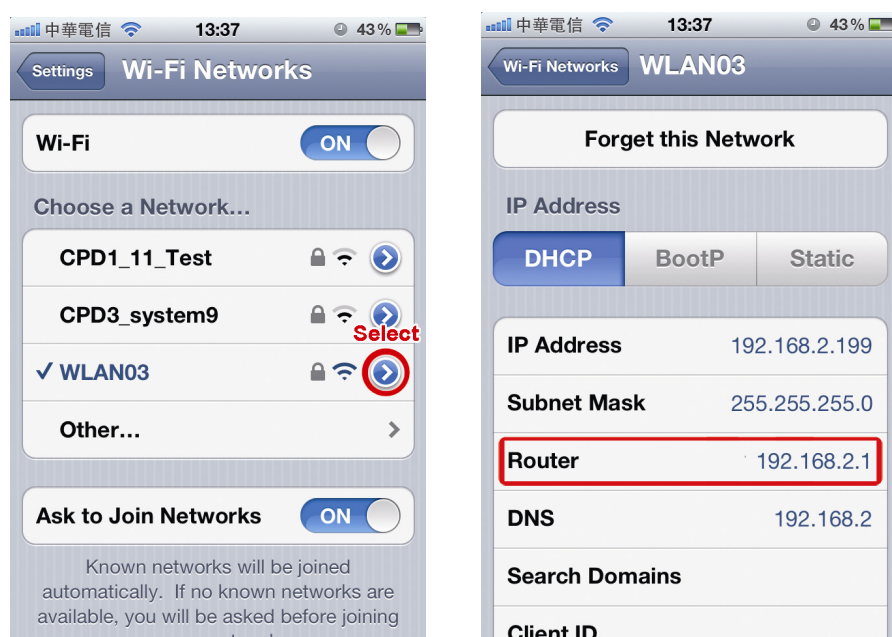 中華電信 13:37 43%
Settings Wi-Fi Networks
Wi-Fi ON
Choose a Network...
CPD1_11_Test
CPD3_system9
Select
WLAN03
Other...
Ask to Join Networks ON
Known networks will be joined
automatically. If no known networks are
available, you will be asked before joining
中華電信 13:37 43%
Wi-Fi Networks WLAN03
Forget this Network
IP Address
DHCP BootP Static
IP Address 192.168.2.199
Subnet Mask 255.255.255.0
Router 192.168.2.1
DNS 192.168.2
Search Domains
Client ID